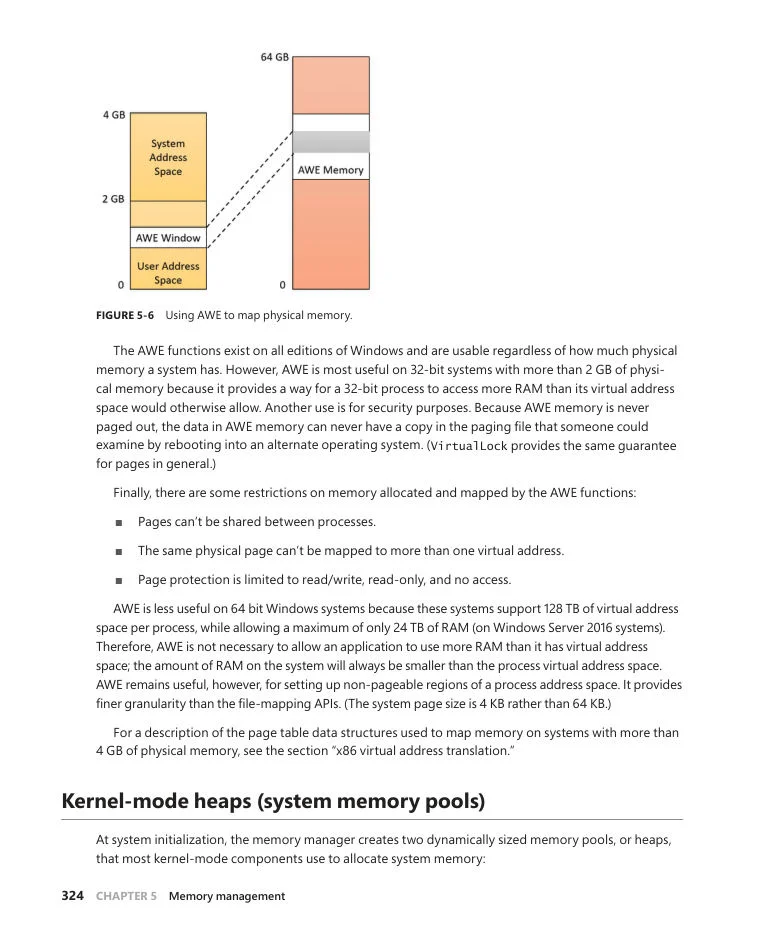 64 GB
4 GB
System
Address
Space
2 GB
AWE Memory
AWE Window
User Address
Space
0
0
FIGURE 5-6 Using AWE to map physical memory.
The AWE functions exist on all editions of Windows and are usable regardless of how much physical
memory a system has. However, AWE is most useful on 32-bit systems with more than 2 GB of physi-
cal memory because it provides a way for a 32-bit process to access more RAM than its virtual address
space would otherwise allow. Another use is for security purposes. Because AWE memory is never
paged out, the data in AWE memory can never have a copy in the paging file that someone could
examine by rebooting into an alternate operating system. (VirtualLock provides the same guarantee
for pages in general.)
Finally, there are some restrictions on memory allocated and mapped by the AWE functions:
■ Pages can’t be shared between processes.
■ The same physical page can’t be mapped to more than one virtual address.
■ Page protection is limited to read/write, read-only, and no access.
AWE is less useful on 64 bit Windows systems because these systems support 128 TB of virtual address
space per process, while allowing a maximum of only 24 TB of RAM (on Windows Server 2016 systems).
Therefore, AWE is not necessary to allow an application to use more RAM than it has virtual address
space; the amount of RAM on the system will always be smaller than the process virtual address space.
AWE remains useful, however, for setting up non-pageable regions of a process address space. It provides
finer granularity than the file-mapping APIs. (The system page size is 4 KB rather than 64 KB.)
For a description of the page table data structures used to map memory on systems with more than
4 GB of physical memory, see the section “x86 virtual address translation.”
Kernel-mode heaps (system memory pools)
At system initialization, the memory manager creates two dynamically sized memory pools, or heaps,
that most kernel-mode components use to allocate system memory:
324 CHAPTER 5 Memory management